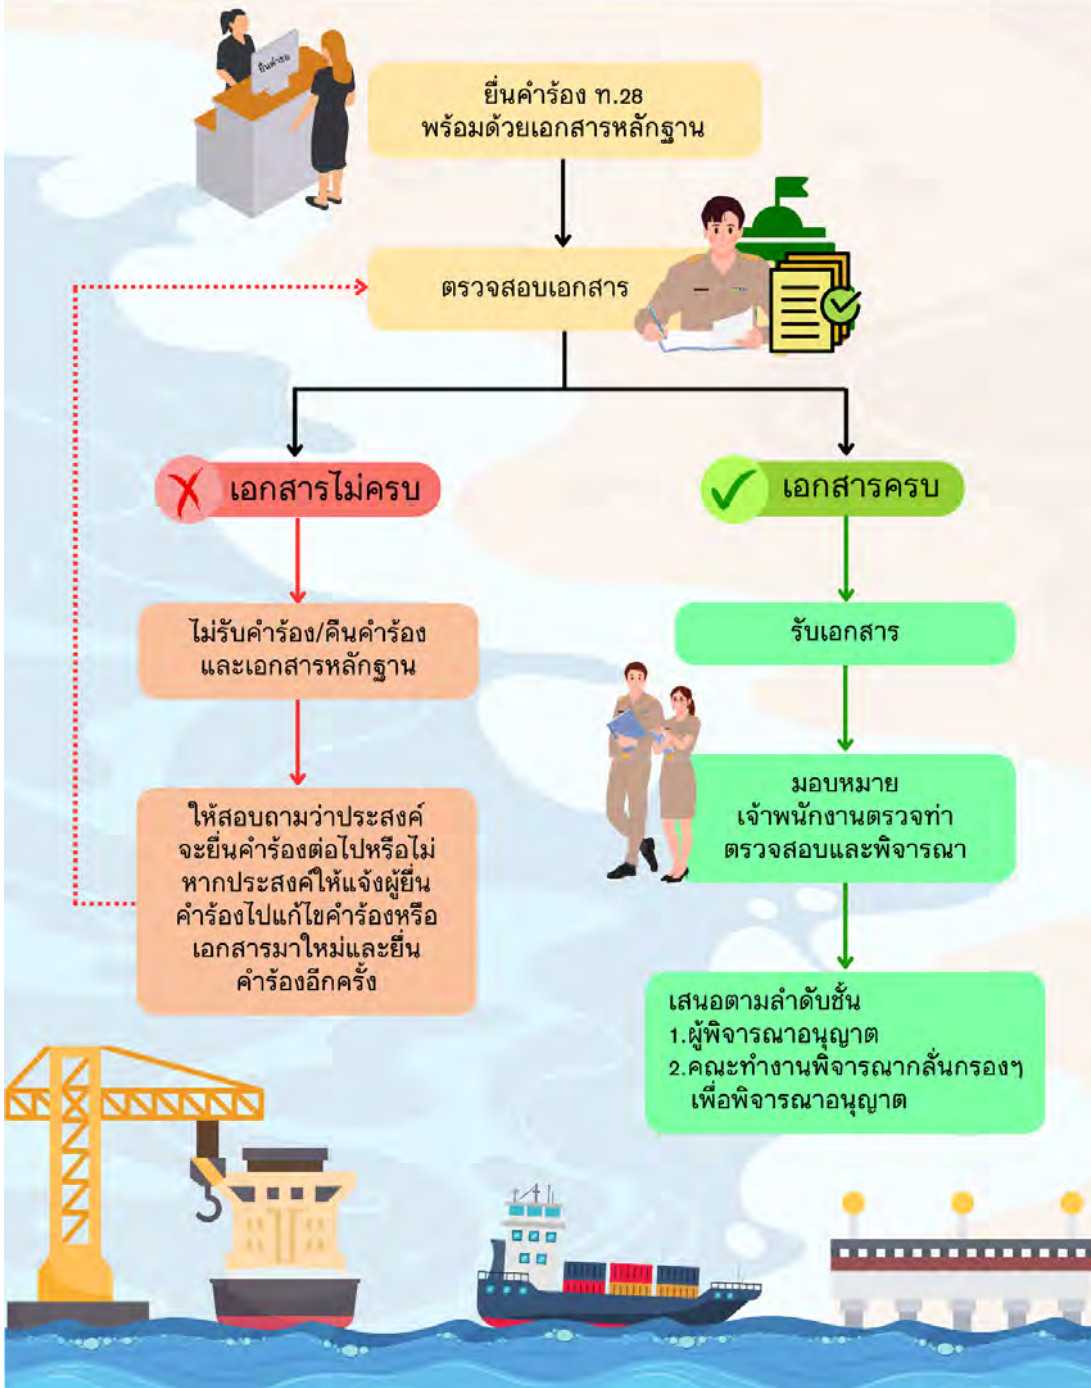 ยื่นคำร้อง
ยื่นคำร้อง ท.28
พร้อมด้วยเอกสารหลักฐาน
ตรวจสอบเอกสาร
เอกสารไม่ครบ
เอกสารครบ
ไม่รับคำร้อง/คืนคำร้อง
และเอกสารหลักฐาน
รับเอกสาร
ให้สอบถามว่าประสงค์
จะยื่นคำร้องต่อไปหรือไม่
หากประสงค์ให้แจ้งผู้ยื่น
คำร้องไปแก้ไขคำร้องหรือ
เอกสารมาใหม่และยื่น
คำร้องอีกครั้ง
มอบหมาย
เจ้าพนักงานตรวจท่า
ตรวจสอบและพิจารณา
เสนอตามลำดับชั้น
1.ผู้พิจารณาอนุญาต
2.คณะทำงานพิจารณากลั่นกรองฯ
เพื่อพิจารณาอนุญาต